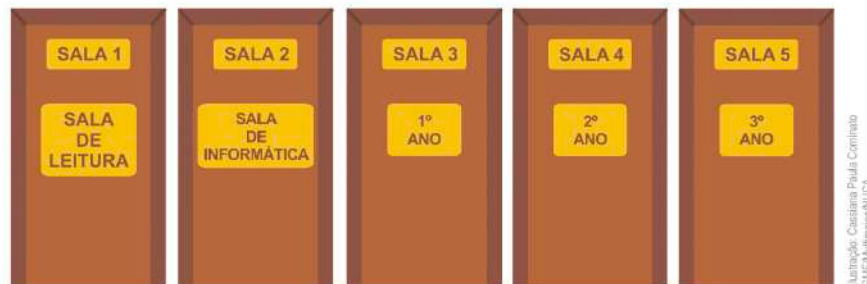 SALA 1
SALA
DE
LEITURA
SALA 2
SALA
DE
INFORMÁTICA
SALA 3
1º
ANO
SALA 4
2º
ANO
SALA 5
3º
ANO
Ilustração: Cassiana Paula Cominato